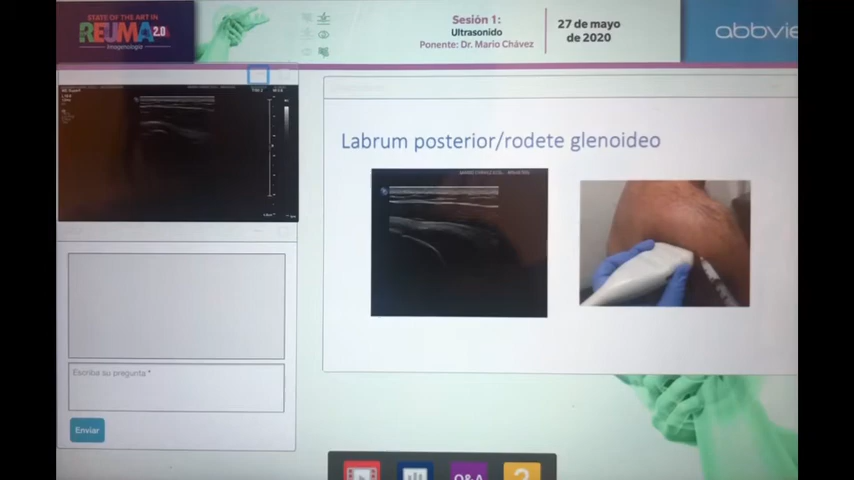 STATE OF THE ART IN
REUMA 2.0
Imagenología
Sesión 1:
Ultrasonido
Ponente: Dr. Mario Chávez
27 de mayo
de 2020
abbvie
Labrum posterior/rodete glenoideo
Escriba su pregunta *
Enviar
Q&A
?